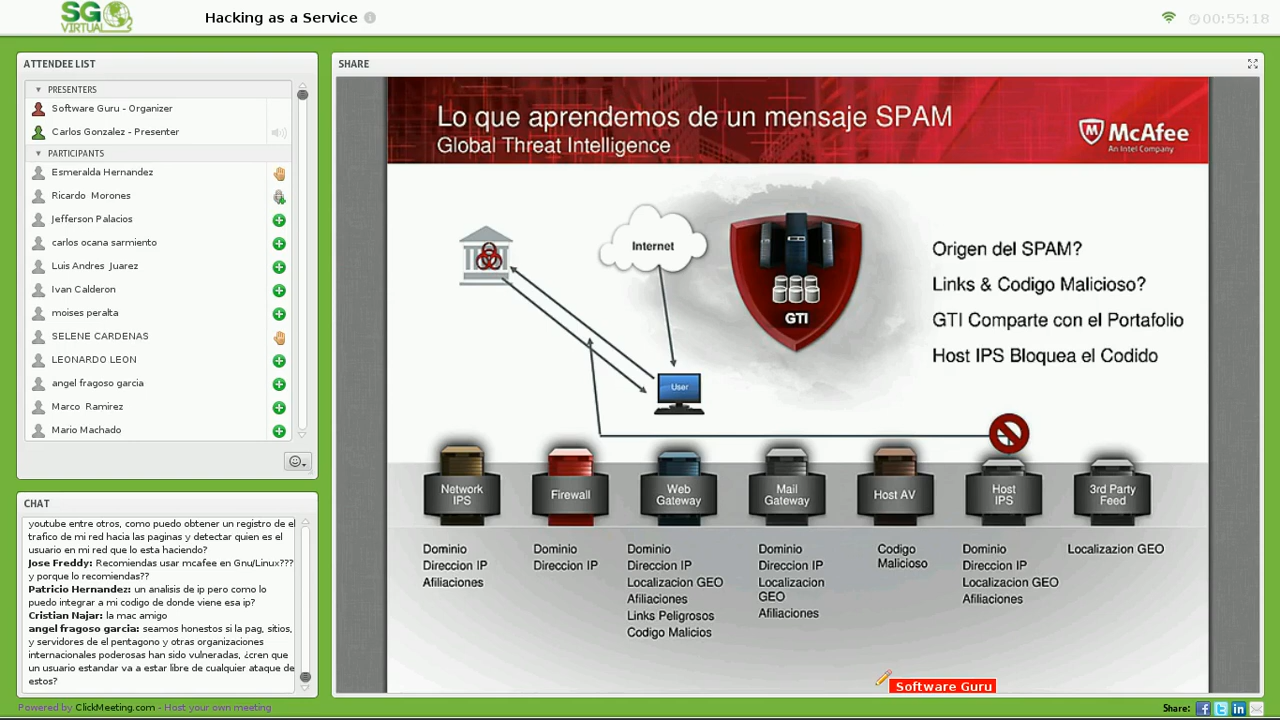 SG
VIRTUAL
Hacking as a Service
00:55:18
ATTENDEE LIST
PRESENTERS
Software Guru - Organizer
Carlos Gonzalez - Presenter
PARTICIPANTS
Esmeralda Hernandez
Ricardo Morones
Jefferson Palacios
carlos ocana sarmiento
Luis Andres Juarez
Ivan Calderon
moises peralta
SELENE CARDENAS
LEONARDO LEON
angel fragoso garcia
Marco Ramirez
Mario Machado
CHAT
youtube entre otros, como puedo obtener un registro de el
trafico de mi red hacia las paginas y detectar quien es el
usuario en mi red que lo esta haciendo?
Jose Freddy: Recomiendas usar mcafee en Gnu/Linux???
y porque lo recomiendas??
Patricio Hernandez: un analisis de ip pero como lo
puedo integrar a mi codigo de donde viene esa ip?
Cristian Najar: la mac amigo
angel fragoso garcia: seamos honestos si la pag, sitios,
y servidores de el pentagono y otras organizaciones
internacionales poderosas han sido vulneradas, ¿cren que
un usuario estandar va a estar libre de cualquier ataque de
estos?
SHARE
Lo que aprendemos de un mensaje SPAM
Global Threat Intelligence
McAfee
An Intel Company
Internet
GTI
User
Origen del SPAM?
Links & Codigo Malicioso?
GTI Comparte con el Portafolio
Host IPS Bloquea el Codido
Network
IPS
Firewall
Web
Gateway
Mail
Gateway
Host AV
Host
IPS
3rd Party
Feed
Dominio
Direccion IP
Afiliaciones
Dominio
Direccion IP
Dominio
Direccion IP
Localizacion GEO
Afiliaciones
Links Peligrosos
Codigo Malicios
Dominio
Direccion IP
Localizacion
GEO
Afiliaciones
Codigo
Malicioso
Dominio
Direccion IP
Localizacion GEO
Afiliaciones
Localizazion GEO
Software Guru
Powered by ClickMeeting.com - Host your own meeting
Share: